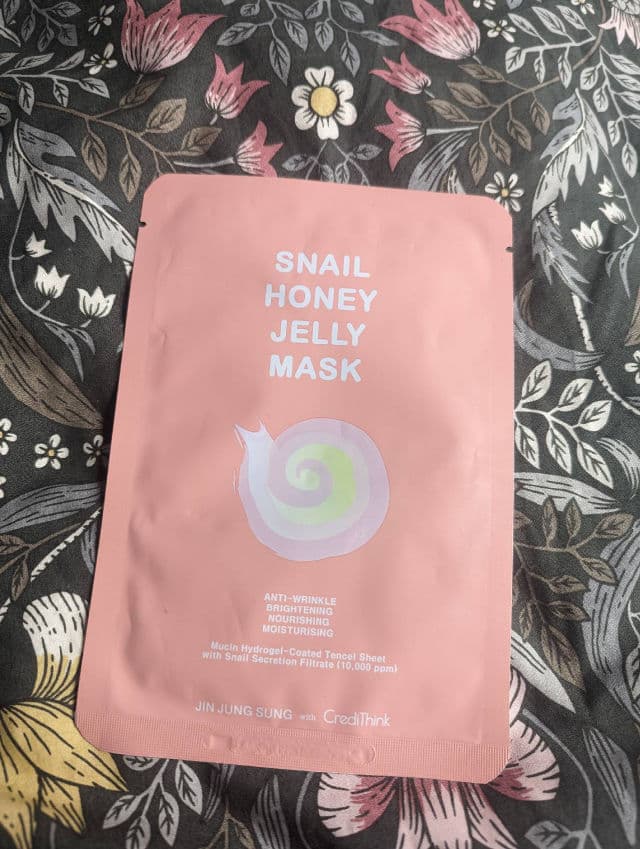 SNAIL
HONEY
JELLY
MASK
ANTI-WRINKLE
BRIGHTENING
NOURISHING
MOISTURISING
Mucin Hydrogel-Coated Tencel Sheet
with Snail Secretion Filtrate (10,000 ppm)
JIN JUNG SUNG with CrediThink